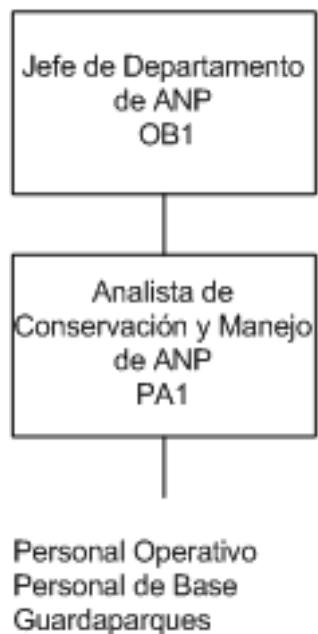 Jefe de Departamento
de ANP
OB1
Analista de
Conservación y Manejo
de ANP
PA1
Personal Operativo
Personal de Base
Guardaparques